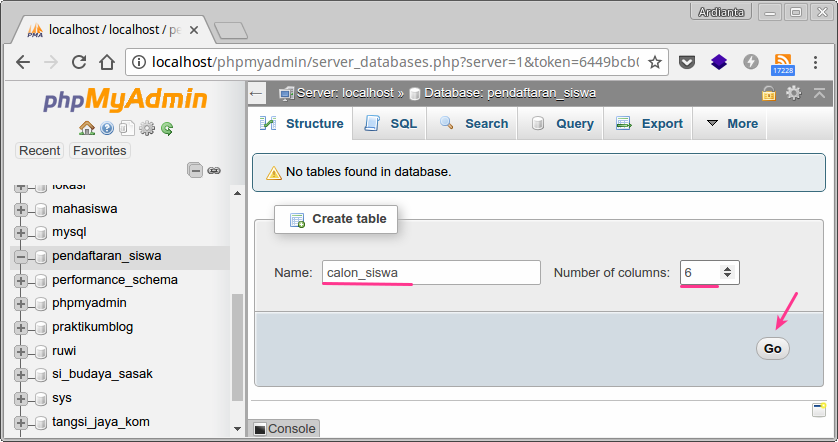 Ardianta
PMA
localhost / localhost / pe
localhost/phpmyadmin/server_databases.php?server=1&token=6449bcb0
17228
phpMyAdmin
Recent
Favorites
lokasi
mahasiswa
mysql
pendaftaran_siswa
performance_schema
phpmyadmin
praktikumblog
ruwi
si_budaya_sasak
sys
tangsi_jaya_kom
Server: localhost » Database: pendaftaran_siswa
Structure
SQL
Search
Query
Export
More
No tables found in database.
Create table
Name: calon_siswa
Number of columns: 6
Go
Console